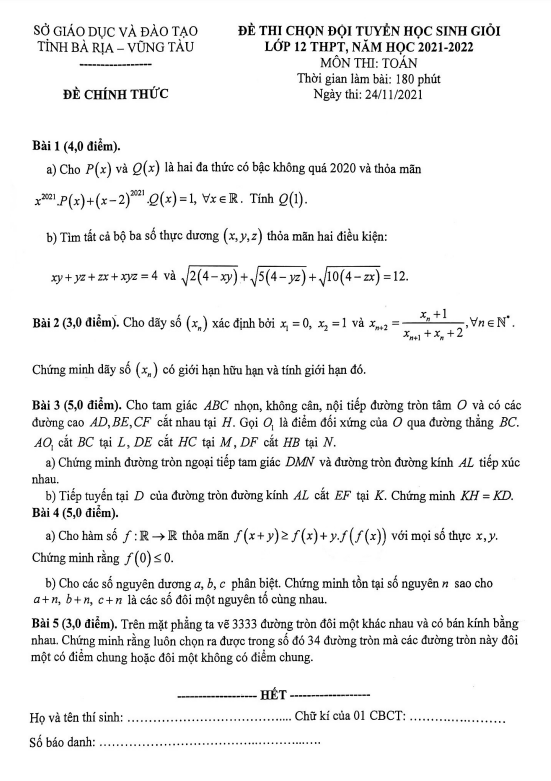 SỞ GIÁO DỤC VÀ ĐÀO TẠO
TỈNH BÀ RỊA – VŨNG TÀU
-----------------
ĐỀ CHÍNH THỨC
ĐỀ THI CHỌN ĐỘI TUYỂN HỌC SINH GIỎI
LỚP 12 THPT, NĂM HỌC 2021-2022
MÔN THI: TOÁN
Thời gian làm bài: 180 phút
Ngày thi: 24/11/2021
Bài 1 (4,0 điểm).
a) Cho P(x) và Q(x) là hai đa thức có bậc không quá 2020 và thỏa mãn
x^2021.P(x)+(x−2)^2021.Q(x)=1, ∀x∈ℝ. Tính Q(1).
b) Tìm tất cả bộ ba số thực dương (x,y,z) thỏa mãn hai điều kiện:
xy+yz+zx+xyz=4 và √(2(4−xy))+√(5(4−yz))+√(10(4−zx))=12.
Bài 2 (3,0 điểm). Cho dãy số (x_n) xác định bởi x_1=0, x_2=1 và x_{n+2}=(x_n+1)/(x_{n+1}+x_n+2),∀n∈ℕ*.
Chứng minh dãy số (x_n) có giới hạn hữu hạn và tính giới hạn đó.
Bài 3 (5,0 điểm). Cho tam giác ABC nhọn, không cân, nội tiếp đường tròn tâm O và có các
đường cao AD,BE,CF cắt nhau tại H. Gọi O_1 là điểm đối xứng của O qua đường thẳng BC.
AO_1 cắt BC tại L, DE cắt HC tại M, DF cắt HB tại N.
a) Chứng minh đường tròn ngoại tiếp tam giác DMN và đường tròn đường kính AL tiếp xúc
nhau.
b) Tiếp tuyến tại D của đường tròn đường kính AL cắt EF tại K. Chứng minh KH=KD.
Bài 4 (5,0 điểm).
a) Cho hàm số f:ℝ→ℝ thỏa mãn f(x+y)≥f(x)+y.f(f(x)) với mọi số thực x,y.
Chứng minh rằng f(0)≤0.
b) Cho các số nguyên dương a, b, c phân biệt. Chứng minh tồn tại số nguyên n sao cho
a+n, b+n, c+n là các số đôi một nguyên tố cùng nhau.
Bài 5 (3,0 điểm). Trên mặt phẳng ta vẽ 3333 đường tròn đôi một khác nhau và có bán kính bằng
nhau. Chứng minh rằng luôn chọn ra được trong số đó 34 đường tròn mà các đường tròn này đôi
một có điểm chung hoặc đôi một không có điểm chung.
------------------- HẾT -------------------
Họ và tên thí sinh: ........................................... Chữ kí của 01 CBCT: ......................
Số báo danh: ...........................................